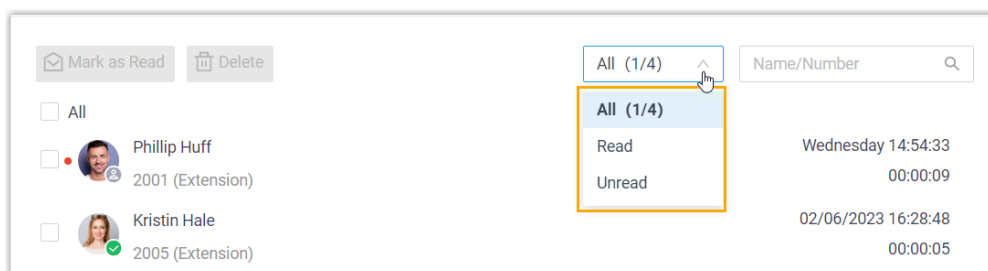 Mark as Read Delete All (1/4) Name/Number
All
All (1/4)
Read
Unread
Phillip Huff
2001 (Extension)
Wednesday 14:54:33
00:00:09
Kristin Hale
2005 (Extension)
02/06/2023 16:28:48
00:00:05